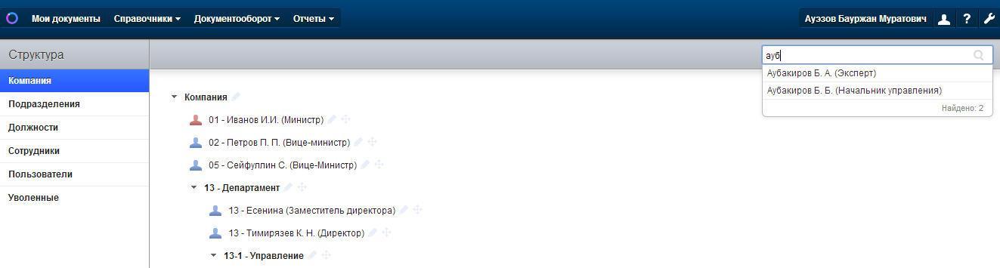 Мои документы Справочники Документооборот Отчеты Ауэзов Бауржан Муратович ?
Структура
ауб
Компания
Подразделения
Должности
Сотрудники
Пользователи
Уволенные
Аубакиров Б. А. (Эксперт)
Аубакиров Б. Б. (Начальник управления)
Найдено: 2
Компания
01 - Иванов И.И. (Министр)
02 - Петров П. П. (Вице-министр)
05 - Сейфуллин С. (Вице-Министр)
13 - Департамент
13 - Есенина (Заместитель директора)
13 - Тимирязев К. Н. (Директор)
13-1 - Управление